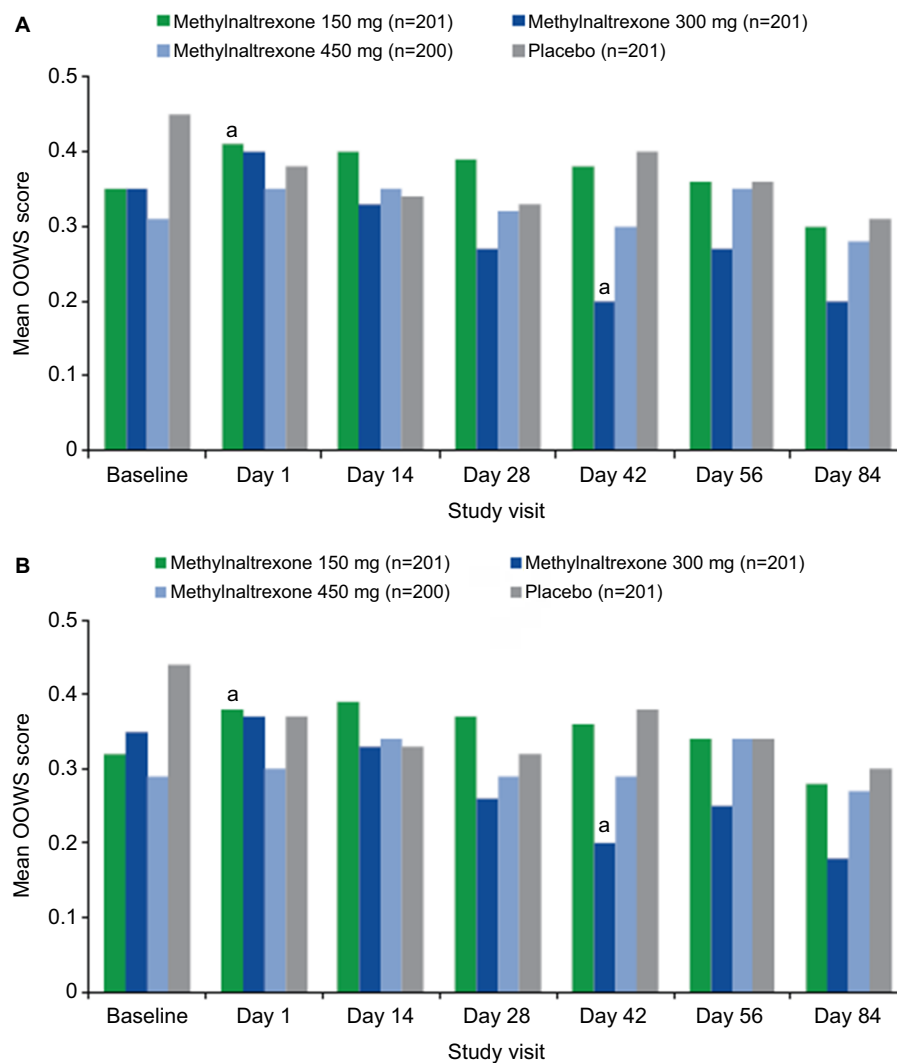 A
Methylnaltrexone 150 mg (n=201) Methylnaltrexone 300 mg (n=201)
Methylnaltrexone 450 mg (n=200) Placebo (n=201)
0.5
0.4
0.3
0.2
0.1
0
Mean OOWS score
a
a
Baseline Day 1 Day 14 Day 28 Day 42 Day 56 Day 84
Study visit
B
Methylnaltrexone 150 mg (n=201) Methylnaltrexone 300 mg (n=201)
Methylnaltrexone 450 mg (n=200) Placebo (n=201)
0.5
0.4
0.3
0.2
0.1
0
Mean OOWS score
a
a
Baseline Day 1 Day 14 Day 28 Day 42 Day 56 Day 84
Study visit